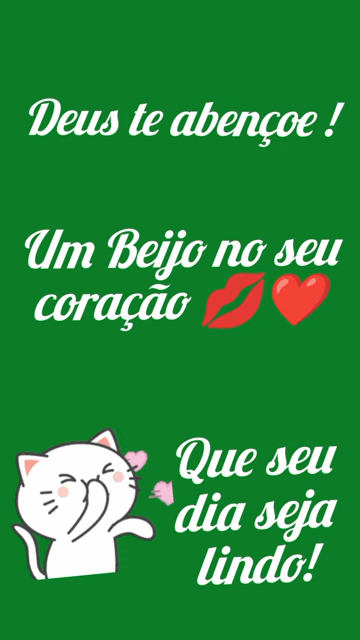 Deus te abençoe !
Um Beijo no seu
coração 💋❤️
Que seu
dia seja
lindo!